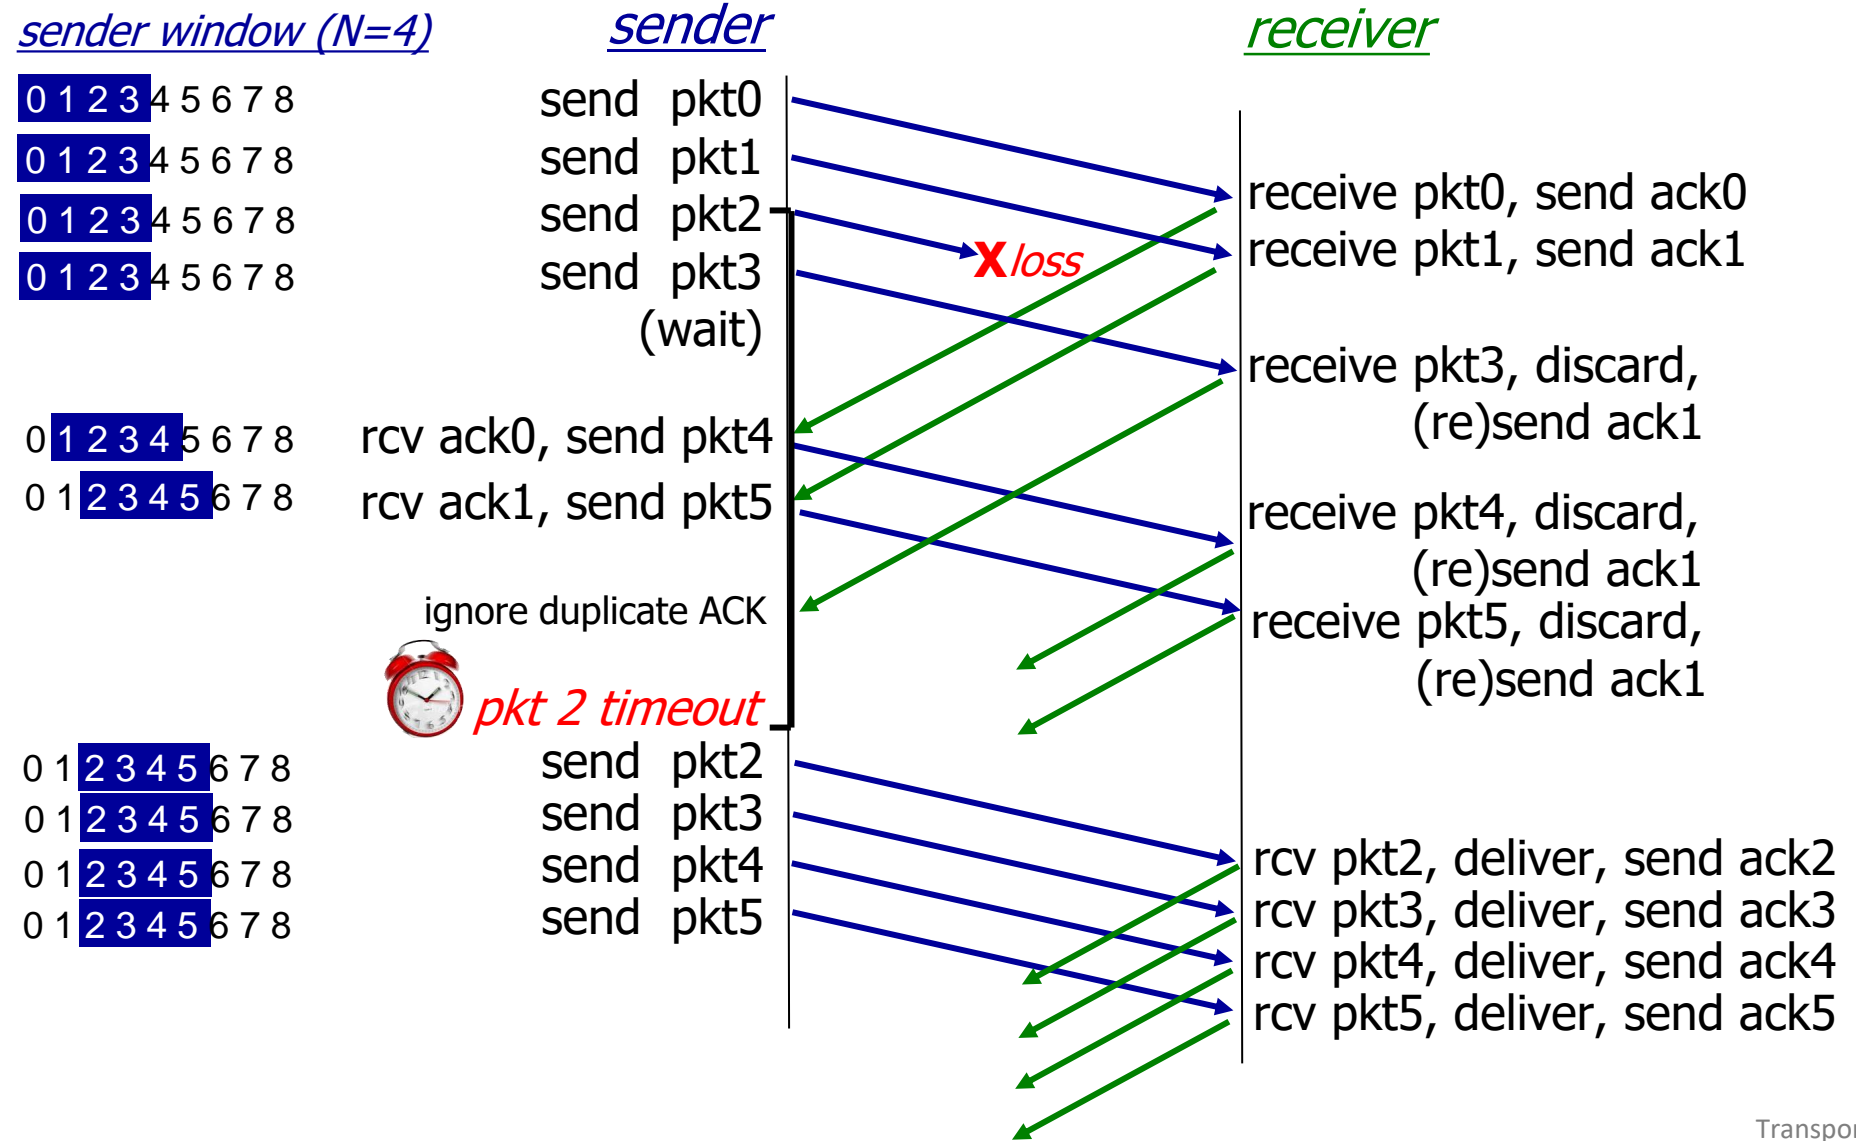 sender window (N=4)
sender
receiver
0 1 2 3 4 5 6 7 8
send pkt0
0 1 2 3 4 5 6 7 8
send pkt1
receive pkt0, send ack0
0 1 2 3 4 5 6 7 8
send pkt2
receive pkt1, send ack1
X loss
0 1 2 3 4 5 6 7 8
send pkt3
(wait)
receive pkt3, discard,
(re)send ack1
0 1 2 3 4 5 6 7 8
rcv ack0, send pkt4
0 1 2 3 4 5 6 7 8
rcv ack1, send pkt5
receive pkt4, discard,
(re)send ack1
ignore duplicate ACK
receive pkt5, discard,
(re)send ack1
pkt 2 timeout
0 1 2 3 4 5 6 7 8
send pkt2
0 1 2 3 4 5 6 7 8
send pkt3
0 1 2 3 4 5 6 7 8
send pkt4
rcv pkt2, deliver, send ack2
0 1 2 3 4 5 6 7 8
send pkt5
rcv pkt3, deliver, send ack3
rcv pkt4, deliver, send ack4
rcv pkt5, deliver, send ack5